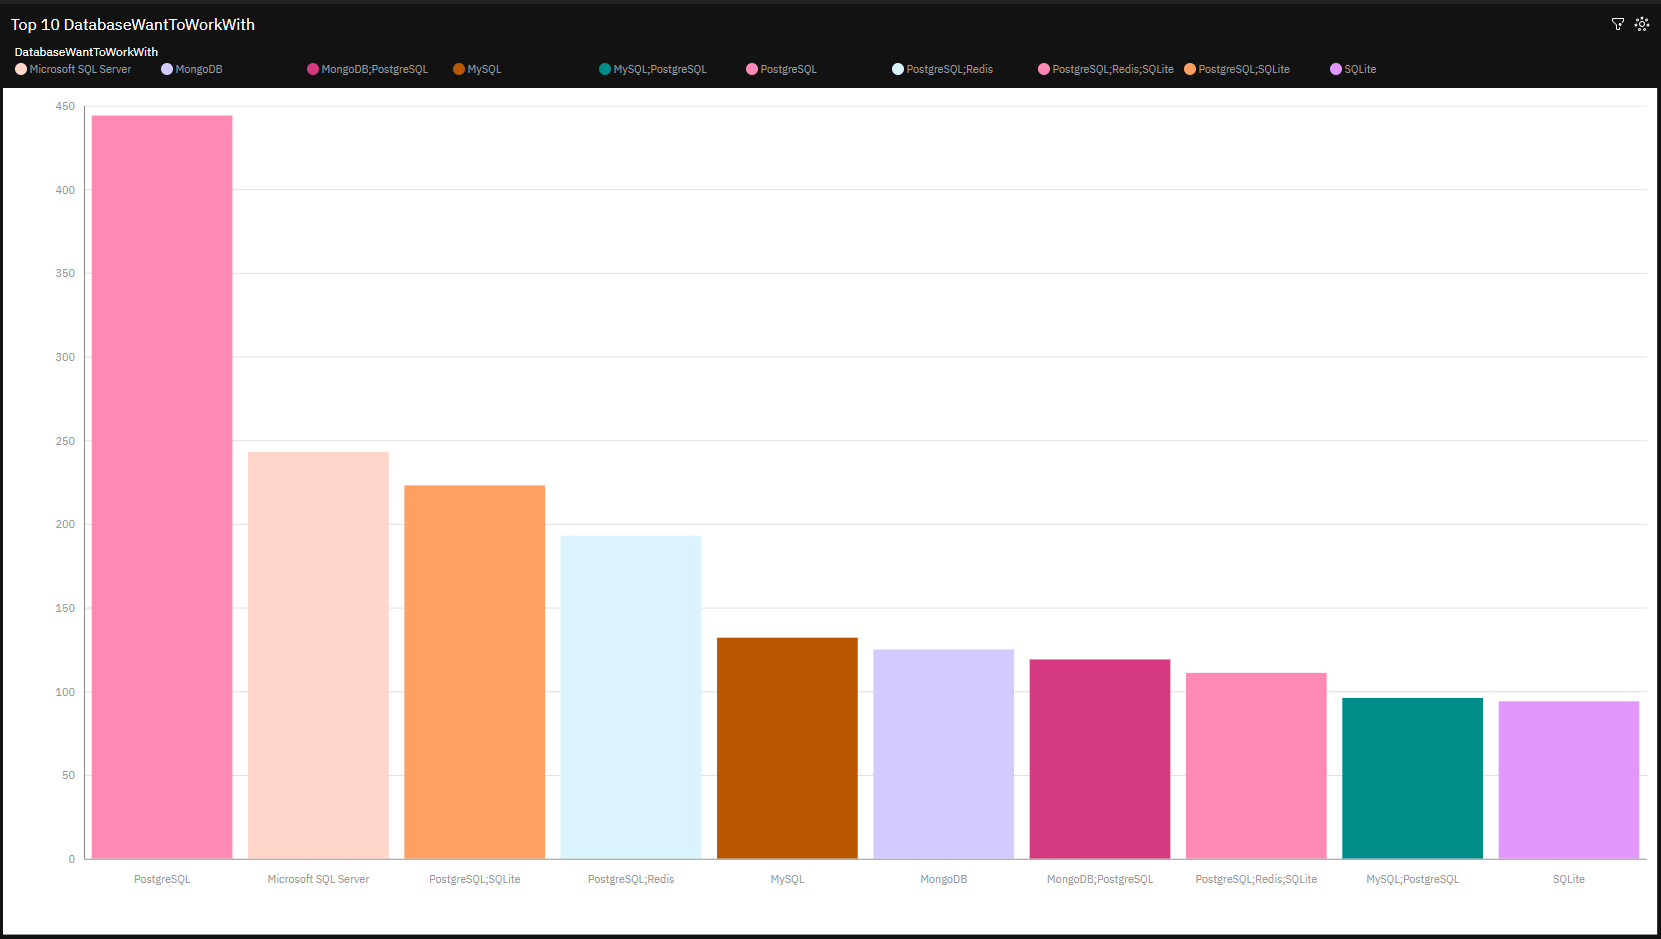 Top 10 DatabaseWantToWorkWith
DatabaseWantToWorkWith
Microsoft SQL Server MongoDB MongoDB;PostgreSQL MySQL MySQL;PostgreSQL PostgreSQL PostgreSQL;Redis PostgreSQL;Redis;SQLite PostgreSQL;SQLite SQLite
450
400
350
300
250
200
150
100
50
0
PostgreSQL Microsoft SQL Server PostgreSQL;SQLite PostgreSQL;Redis MySQL MongoDB MongoDB;PostgreSQL PostgreSQL;Redis;SQLite MySQL;PostgreSQL SQLite